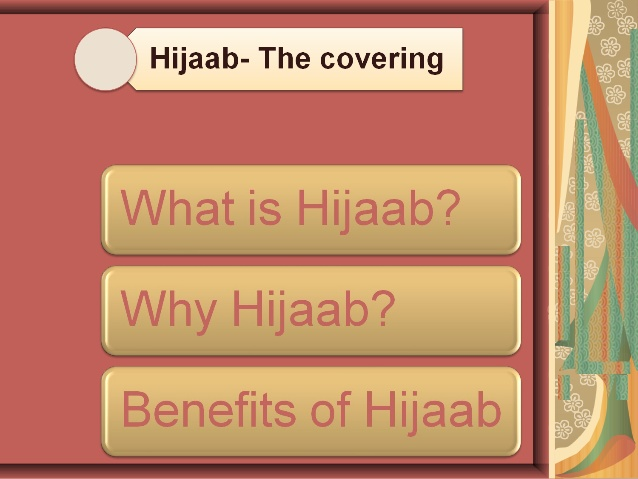 Hijaab- The covering
What is Hijaab?
Why Hijaab?
Benefits of Hijaab